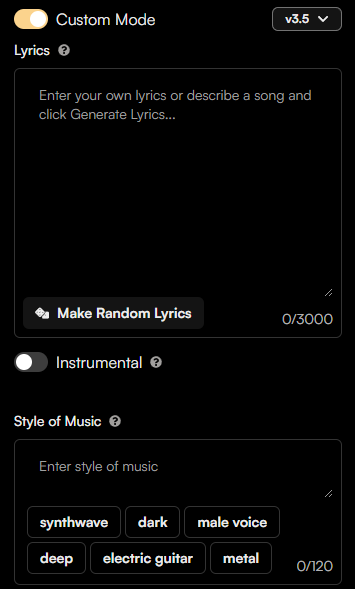 Custom Mode
v3.5
Lyrics
Enter your own lyrics or describe a song and
click Generate Lyrics...
Make Random Lyrics
0/3000
Instrumental
Style of Music
Enter style of music
synthwave dark male voice
deep electric guitar metal
0/120